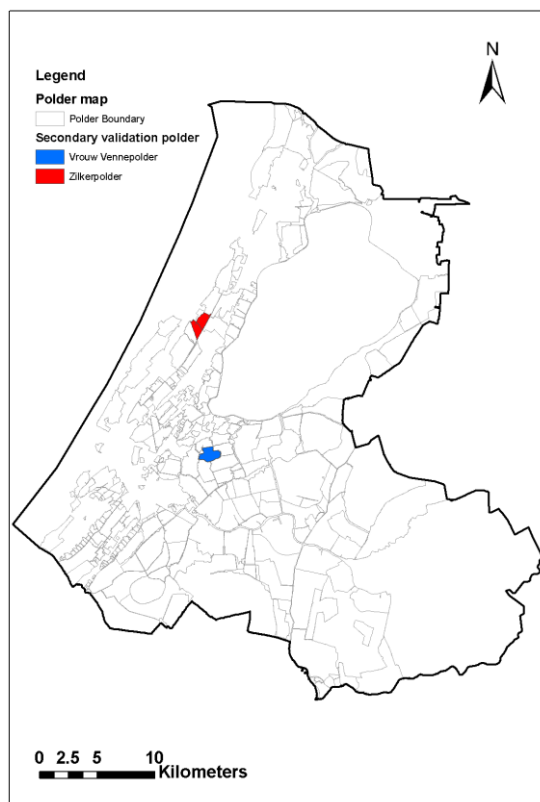 N
Legend
Polder map
Polder Boundary
Secondary validation polder
Vrouw Vennepolder
Zilkerpolder
0 2.5 5 10
Kilometers